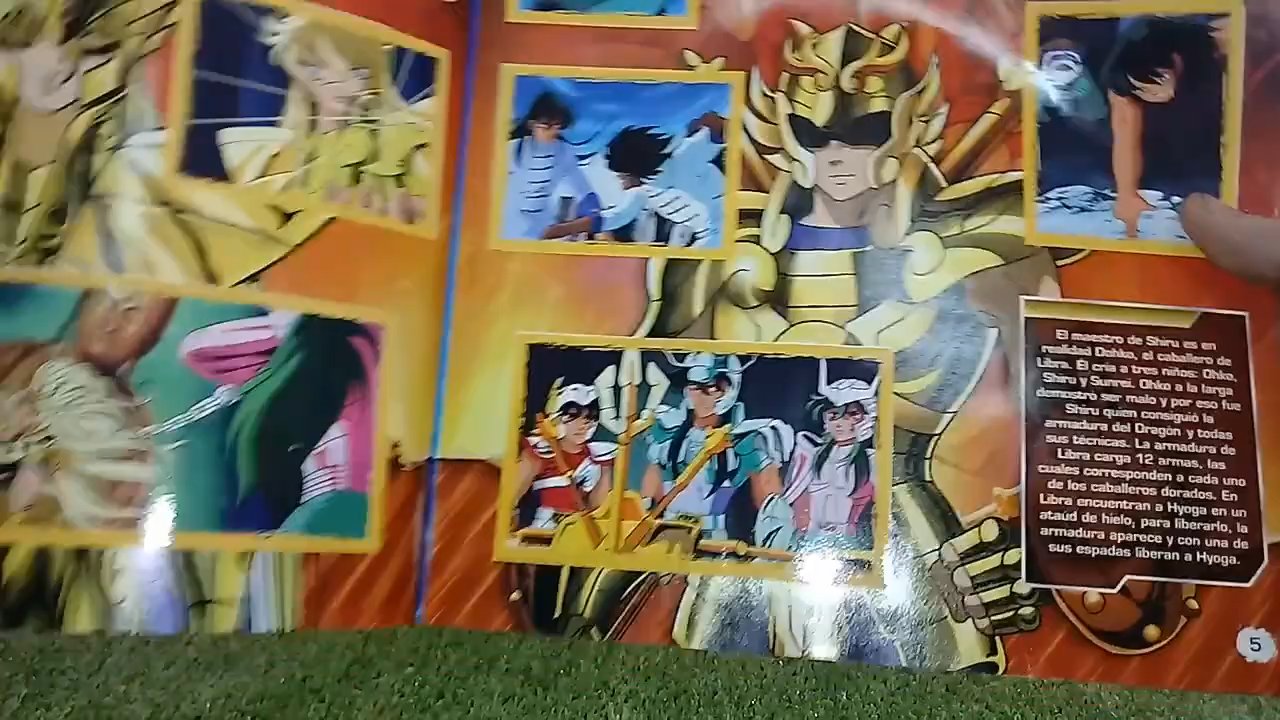 El maestro de Shiru es en
realidad Dohko, el caballero de
Libra. Él cria a tres niños: Ohko,
Shiru y Sunrei. Ohko a la larga
demostró ser malo y por eso fue
Shiru quien consiguió la
armadura del Dragón y todas
sus técnicas. La armadura de
Libra carga 12 armas, las
cuales corresponden a cada uno
de los caballeros dorados. En
Libra encuentran a Hyoga en un
ataúd de hielo, para liberarlo, la
armadura aparece y con una de
sus espadas liberan a Hyoga.
5